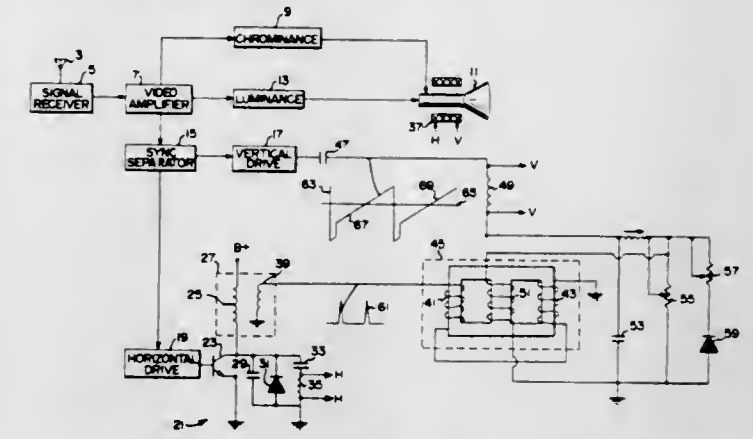 9
CHROMINANCE
3
5
SIGNAL
RECEIVER
7
VIDEO
AMPLIFIER
13
LUMINANCE
11
37
H V
15
SYNC
SEPARATOR
17
VERTICAL
DRIVE
47
V
49
V
63
69
65
67
B+
27
39
25
45
41
51
43
57
55
61
53
59
19
HORIZONTAL
DRIVE
23
29
31
33
35
H
H
21